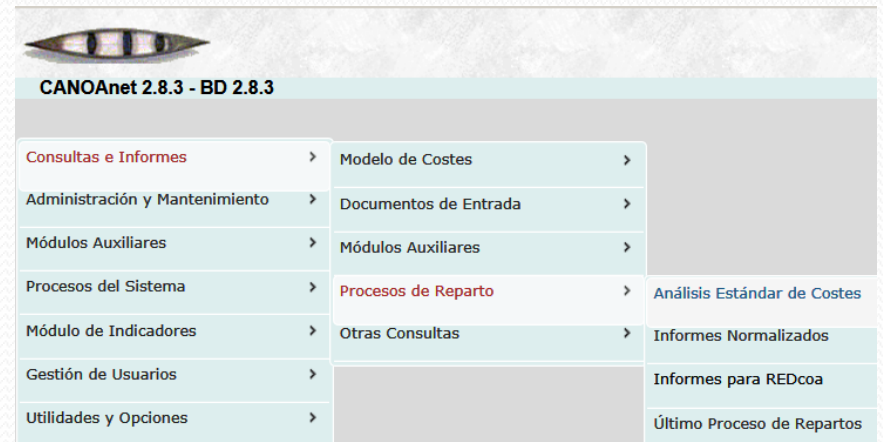 CANOAnet 2.8.3 - BD 2.8.3
Consultas e Informes
Administración y Mantenimiento
Módulos Auxiliares
Procesos del Sistema
Módulo de Indicadores
Gestión de Usuarios
Utilidades y Opciones
Modelo de Costes
Documentos de Entrada
Módulos Auxiliares
Procesos de Reparto
Otras Consultas
Análisis Estándar de Costes
Informes Normalizados
Informes para REDcoa
Último Proceso de Repartos